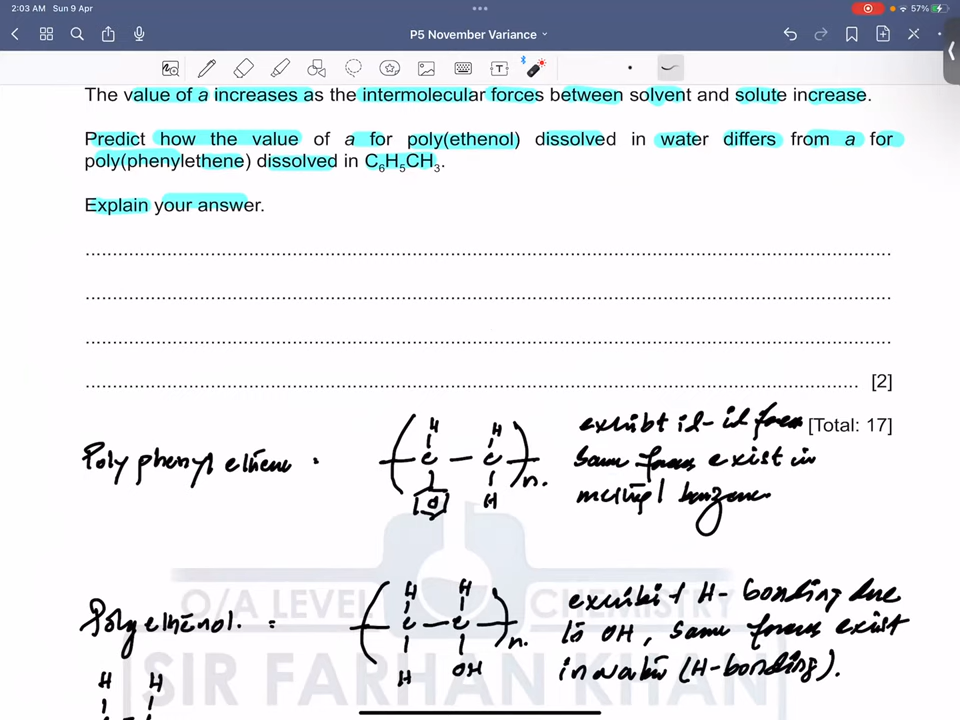 2:03 AM Sun 9 Apr
57%
P5 November Variance
The value of a increases as the intermolecular forces between solvent and solute increase.
Predict how the value of a for poly(ethenol) dissolved in water differs from a for
poly(phenylethene) dissolved in C₆H₅CH₃.
Explain your answer.
[2]
[Total: 17]
Poly phenyl ethene :
H H
( C — C )n.
H
exhibit id-id forces
same forces exist in
methyl benzene
O/A LEVEL CHEMISTRY
SIR FARHAN KHAN
Polyethenol. =
H H
( C — C )n.
H OH
exhibit H-bonding due
to OH, same forces exist
in water (H-bonding).
H H